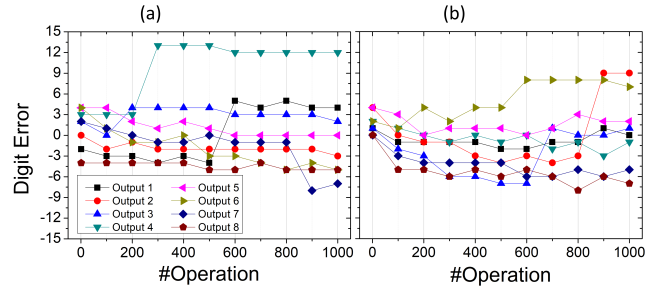 (a) (b)
15
12
9
6
3
0
-3
-6
-9
-12
-15
Digit Error
Output 1 Output 5
Output 2 Output 6
Output 3 Output 7
Output 4 Output 8
0 200 400 600 800 1000 0 200 400 600 800 1000
#Operation #Operation